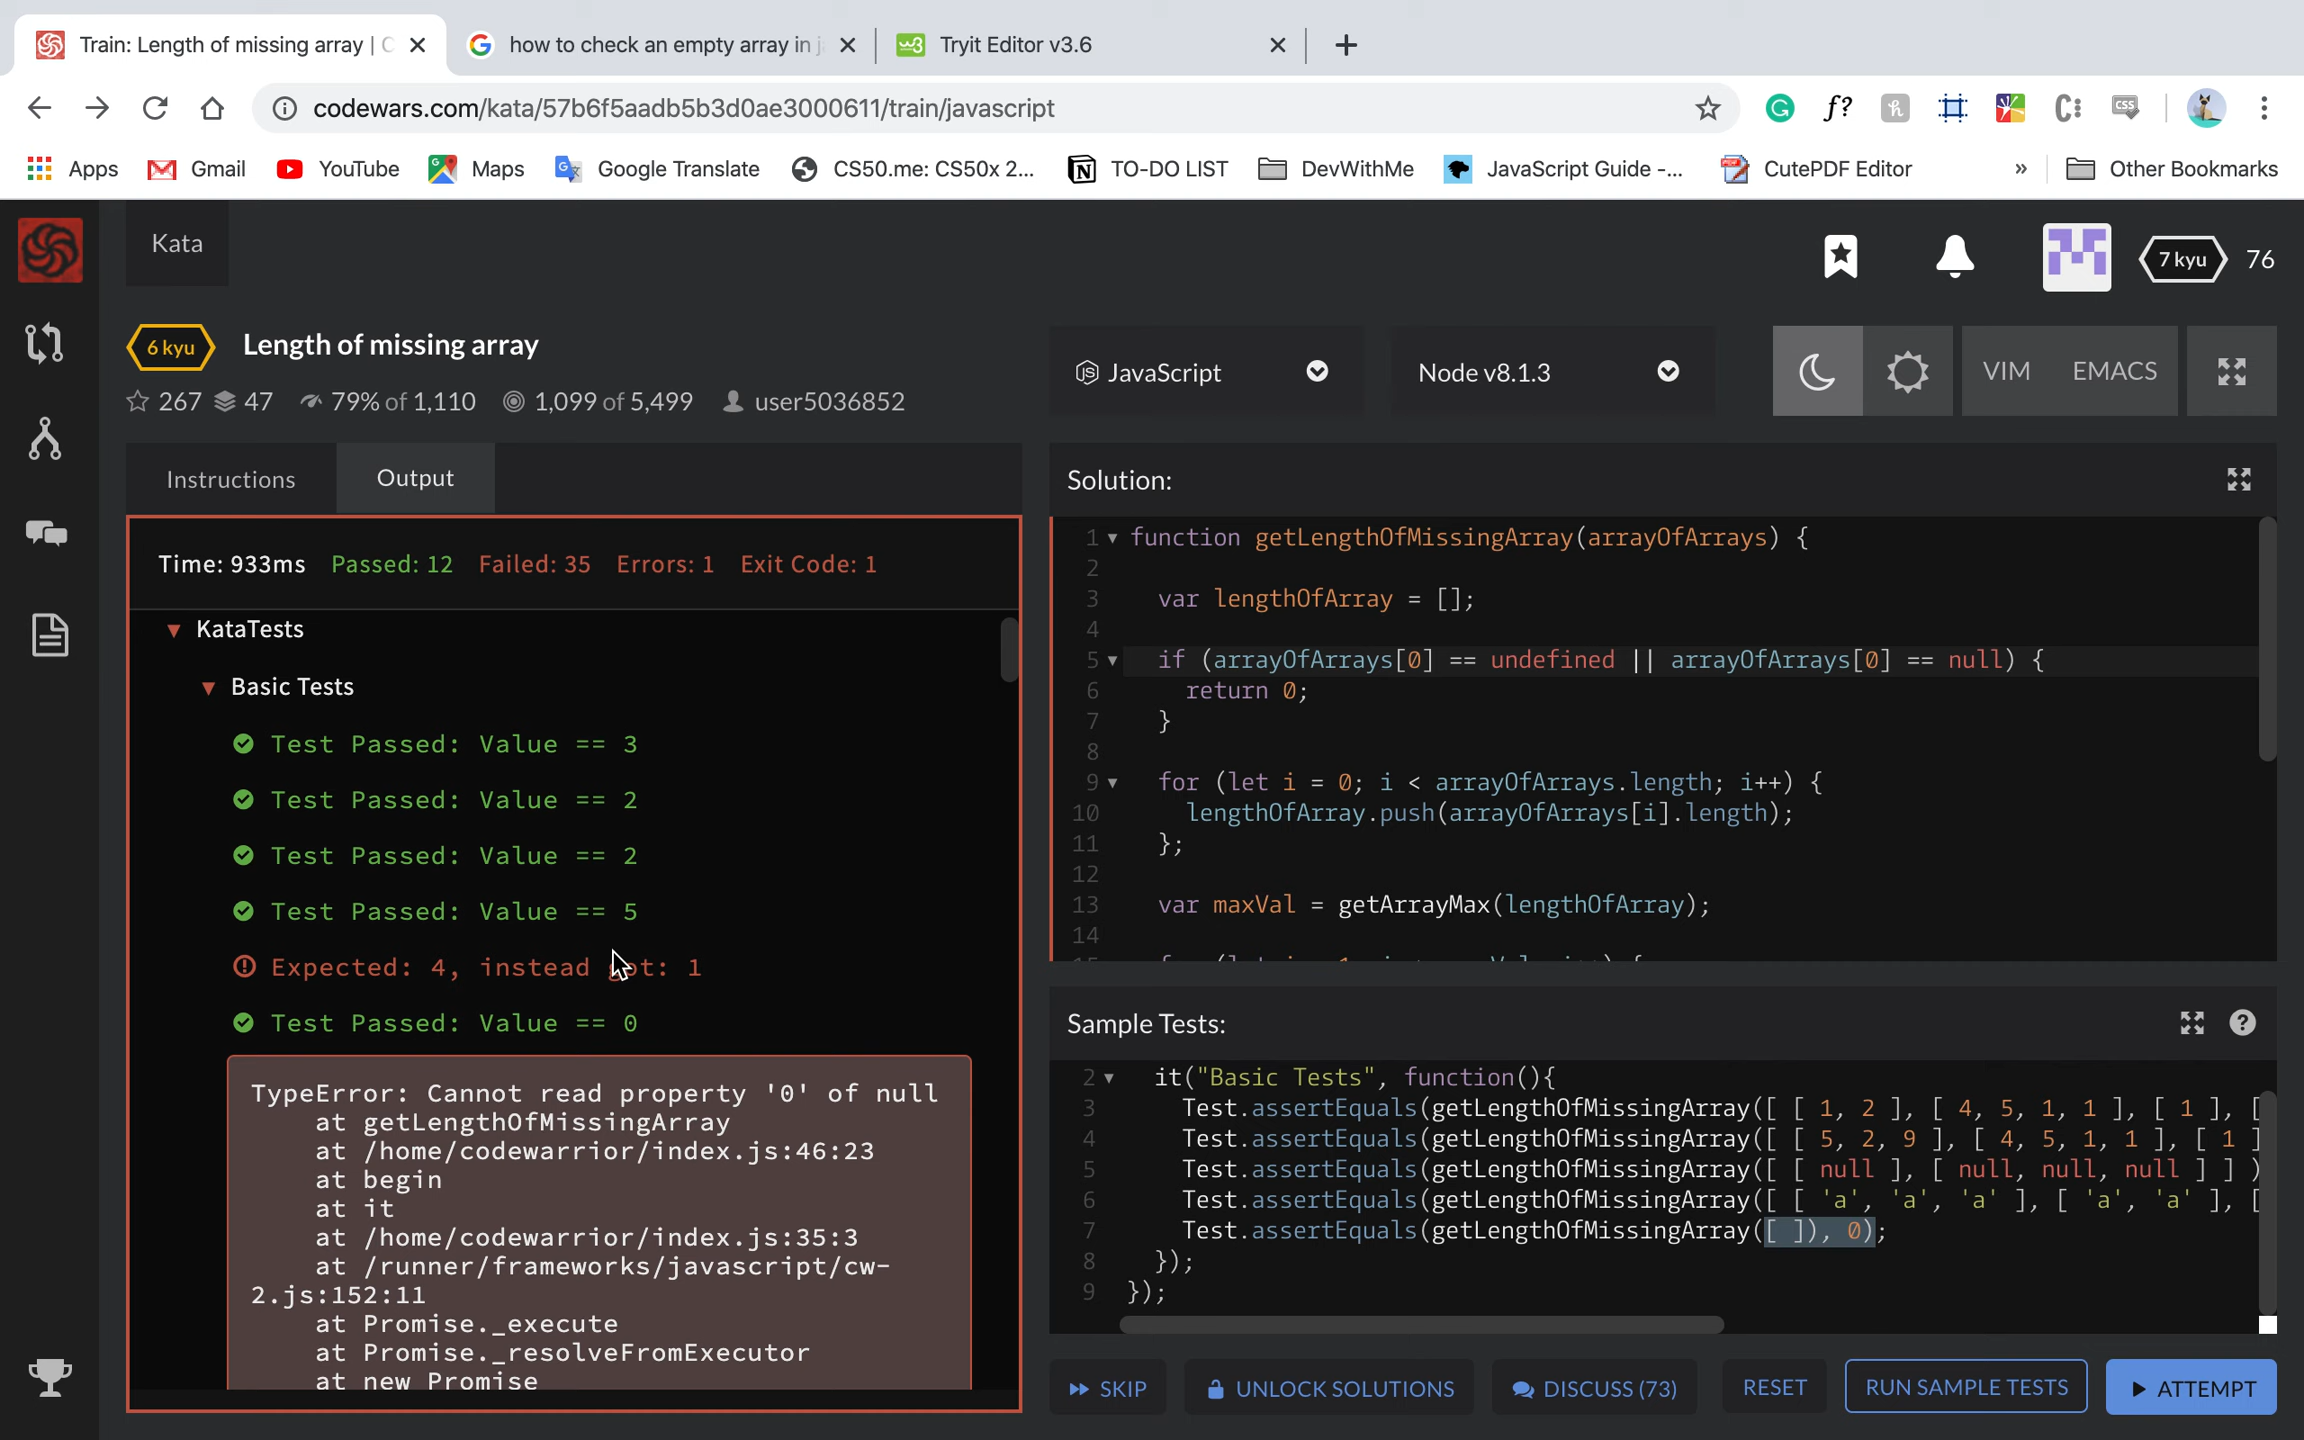 Train: Length of missing array | C
how to check an empty array in j
Tryit Editor v3.6
codewars.com/kata/57b6f5aadb5b3d0ae3000611/train/javascript
Apps
Gmail
YouTube
Maps
Google Translate
CS50.me: CS50x 2...
TO-DO LIST
DevWithMe
JavaScript Guide -...
CutePDF Editor
»
Other Bookmarks
Kata
7 kyu
76
6 kyu
Length of missing array
267
47
79% of 1,110
1,099 of 5,499
user5036852
JavaScript
Node v8.1.3
VIM
EMACS
Instructions
Output
Time: 933ms Passed: 12 Failed: 35 Errors: 1 Exit Code: 1
KataTests
Basic Tests
Test Passed: Value == 3
Test Passed: Value == 2
Test Passed: Value == 2
Test Passed: Value == 5
Expected: 4, instead got: 1
Test Passed: Value == 0
TypeError: Cannot read property '0' of null
at getLengthOfMissingArray
at /home/codewarrior/index.js:46:23
at begin
at it
at /home/codewarrior/index.js:35:3
at /runner/frameworks/javascript/cw-
2.js:152:11
at Promise._execute
at Promise._resolveFromExecutor
at new Promise
Solution:
1 function getLengthOfMissingArray(arrayOfArrays) {
2
3 var lengthOfArray = [];
4
5 if (arrayOfArrays[0] == undefined || arrayOfArrays[0] == null) {
6 return 0;
7 }
8
9 for (let i = 0; i < arrayOfArrays.length; i++) {
10 lengthOfArray.push(arrayOfArrays[i].length);
11 };
12
13 var maxVal = getArrayMax(lengthOfArray);
14
Sample Tests:
2 it("Basic Tests", function(){
3 Test.assertEquals(getLengthOfMissingArray([ [ 1, 2 ], [ 4, 5, 1, 1 ], [ 1 ], [
4 Test.assertEquals(getLengthOfMissingArray([ [ 5, 2, 9 ], [ 4, 5, 1, 1 ], [ 1 ]
5 Test.assertEquals(getLengthOfMissingArray([ [ null ], [ null, null, null ] ] )
6 Test.assertEquals(getLengthOfMissingArray([ [ 'a', 'a', 'a' ], [ 'a', 'a' ], [
7 Test.assertEquals(getLengthOfMissingArray([ ]), 0);
8 });
9 });
SKIP
UNLOCK SOLUTIONS
DISCUSS (73)
RESET
RUN SAMPLE TESTS
ATTEMPT